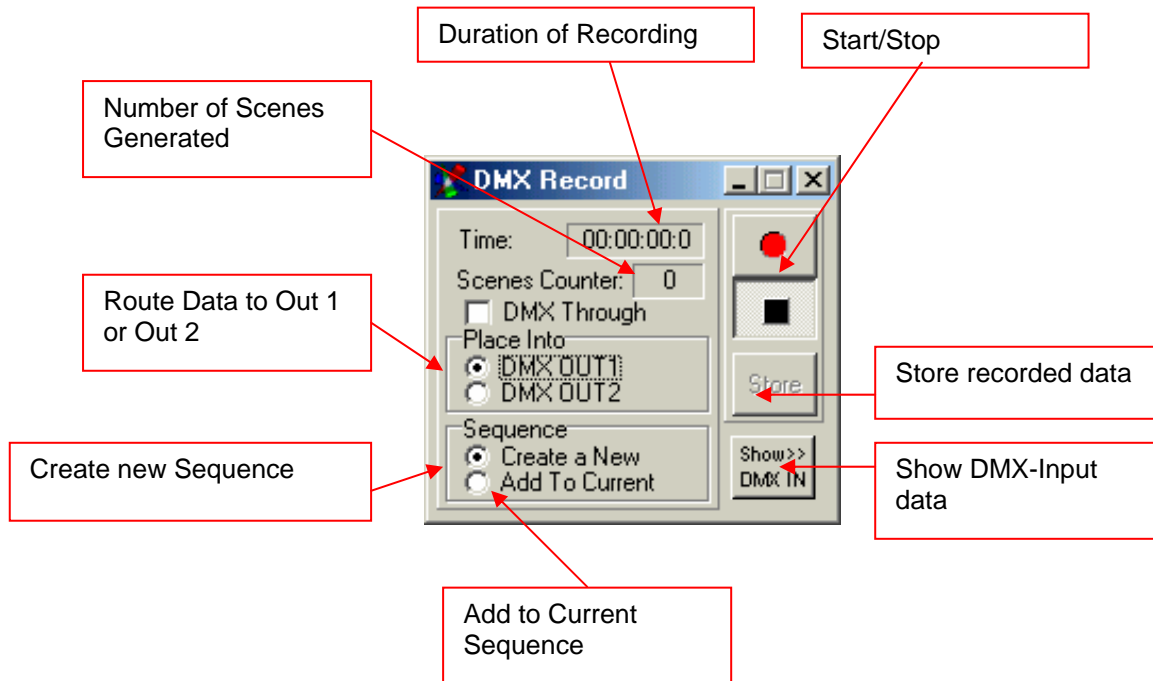 Duration of Recording
Start/Stop
Number of Scenes
Generated
DMX Record
Time: 00:00:00:0
Scenes Counter: 0
DMX Through
Route Data to Out 1
or Out 2
Place Into
DMX OUT1
DMX OUT2
Store
Store recorded data
Sequence
Create a New
Add To Current
Create new Sequence
Show>>
DMX IN
Show DMX-Input
data
Add to Current
Sequence